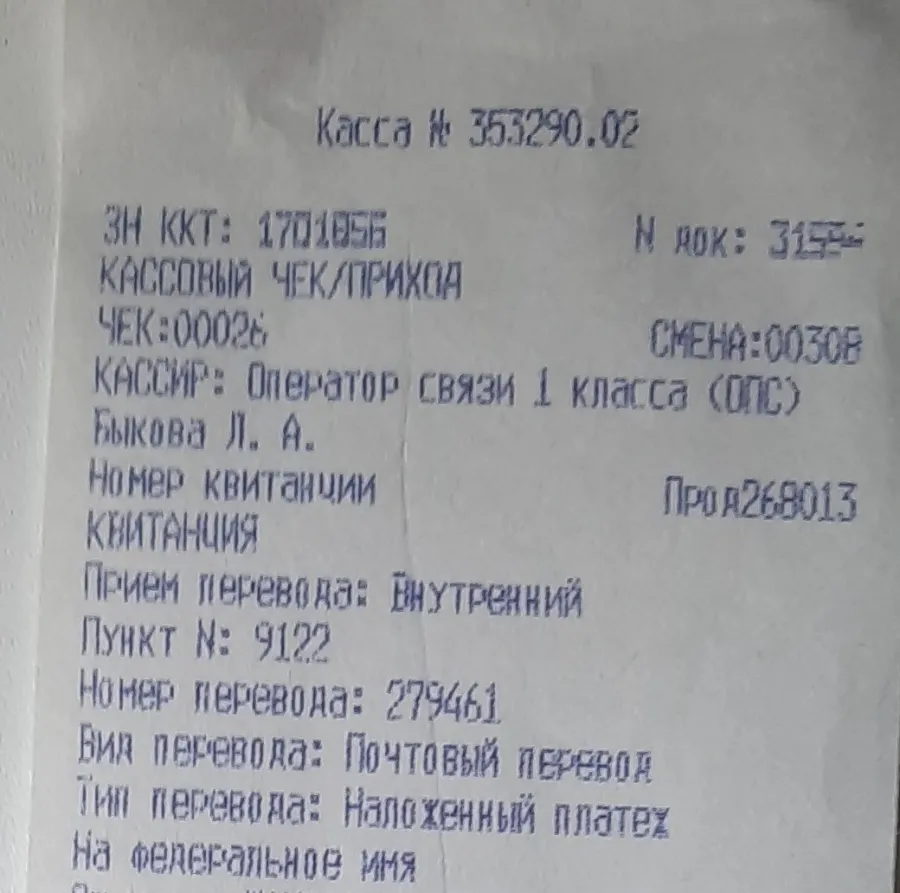 Касса № 353290.02
ЗН ККТ: 1701856 N док:
КАССОВЫЙ ЧЕК/ПРИХОД
ЧЕК:00026 СМЕНА:00308
КАССИР: Оператор связи 1 класса (ОПС)
Быкова Л. А.
Номер квитанции Прод268013
КВИТАНЦИЯ
Прием перевода: Внутренний
Пункт N: 9122
Номер перевода: 279461
Вид перевода: Почтовый перевод
Тип перевода: Наложенный платеж
На федеральное имя